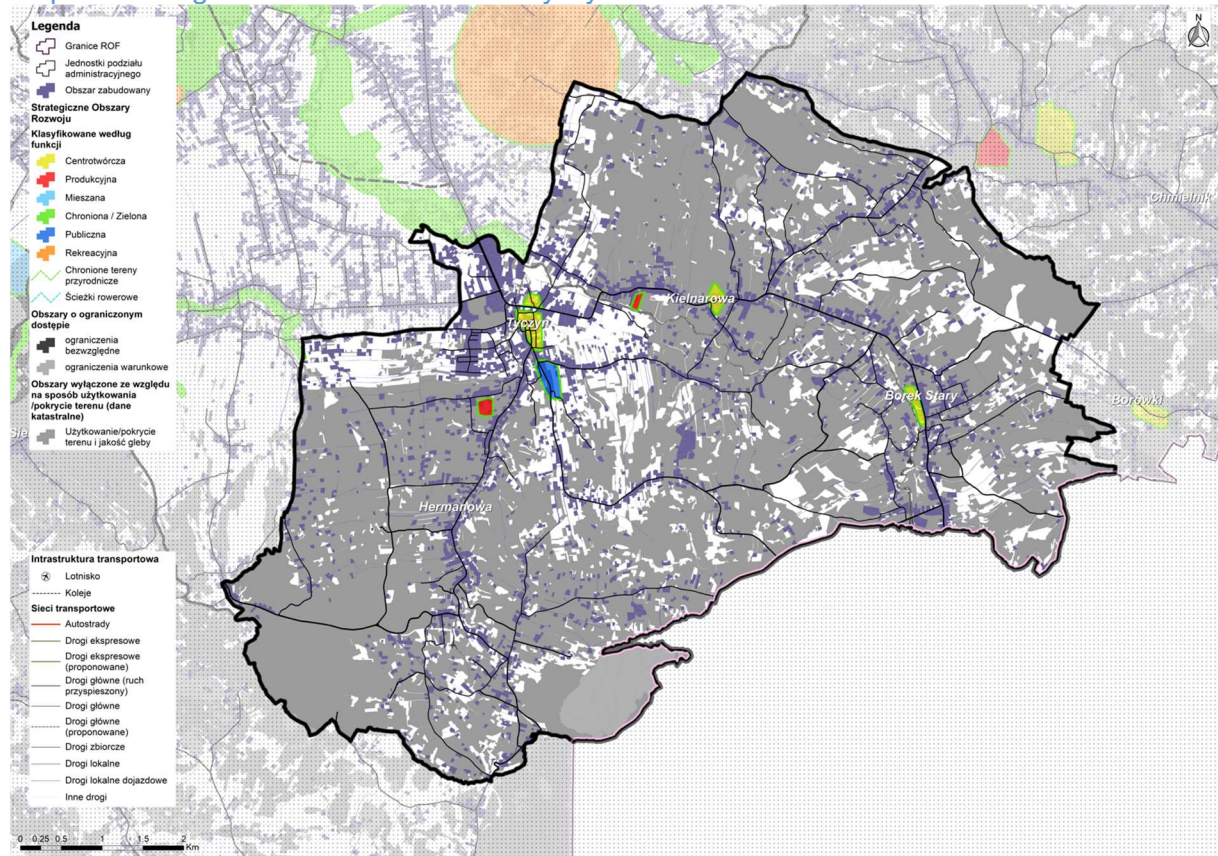 Legenda
Granice ROF
Jednostki podziału
administracyjnego
Obszar zabudowany
Strategiczne Obszary
Rozwoju
Klasyfikowane według
funkcji
Centrotwórcza
Produkcyjna
Mieszana
Chroniona / Zielona
Publiczna
Rekreacyjna
Chronione tereny
przyrodnicze
Ścieżki rowerowe
Obszary o ograniczonym
dostępie
ograniczenia
bezwzględne
ograniczenia warunkowe
Obszary wyłączone ze względu
na sposób użytkowania
/pokrycie terenu (dane
katastralne)
Użytkowanie/pokrycie
terenu i jakość gleby
Intrastruktura transportowa
Lotnisko
Koleje
Sieci transportowe
Autostrady
Drogi ekspresowe
Drogi ekspresowe
(proponowane)
Drogi główne (ruch
przyspieszony)
Drogi główne
Drogi główne
(proponowane)
Drogi zbiorcze
Drogi lokalne
Drogi lokalne dojazdowe
Inne drogi
0 0.25 0.5 1 1.5 2
Km
N
Chmielnik
Kielnarowa
Tyczyn
Borek Stary
Borówki
Hermanowa